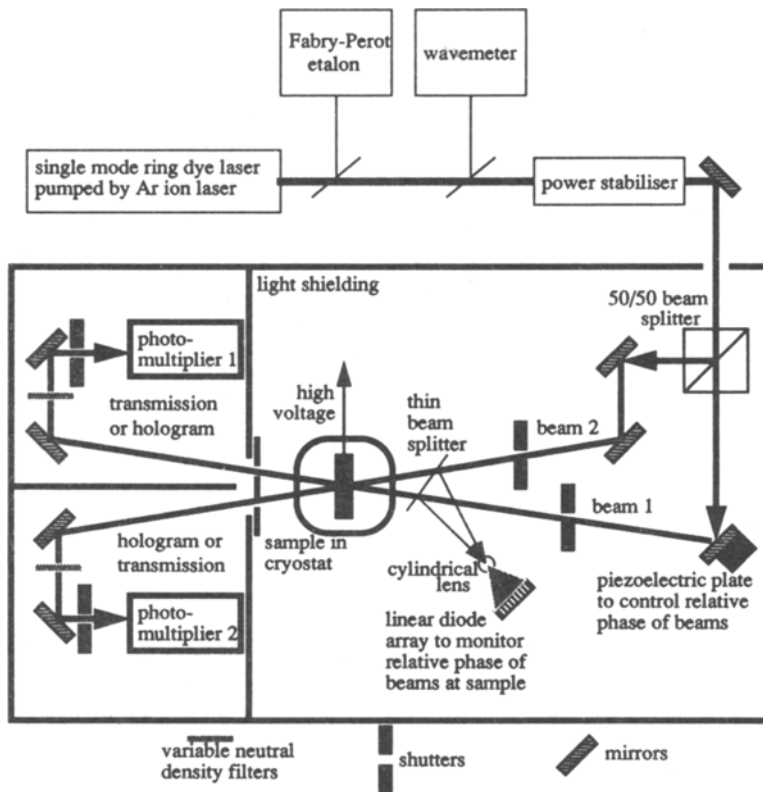 Fabry-Perot
etalon
wavemeter
single mode ring dye laser
pumped by Ar ion laser
power stabiliser
light shielding
50/50 beam
splitter
photo-
multiplier 1
high
voltage
thin
beam
splitter
transmission
or hologram
beam 2
beam 1
hologram or
transmission
sample in
cryostat
cylindrical
lens
piezoelectric plate
to control relative
phase of beams
photo-
multiplier 2
linear diode
array to monitor
relative phase of
beams at sample
variable neutral
density filters
shutters
mirrors